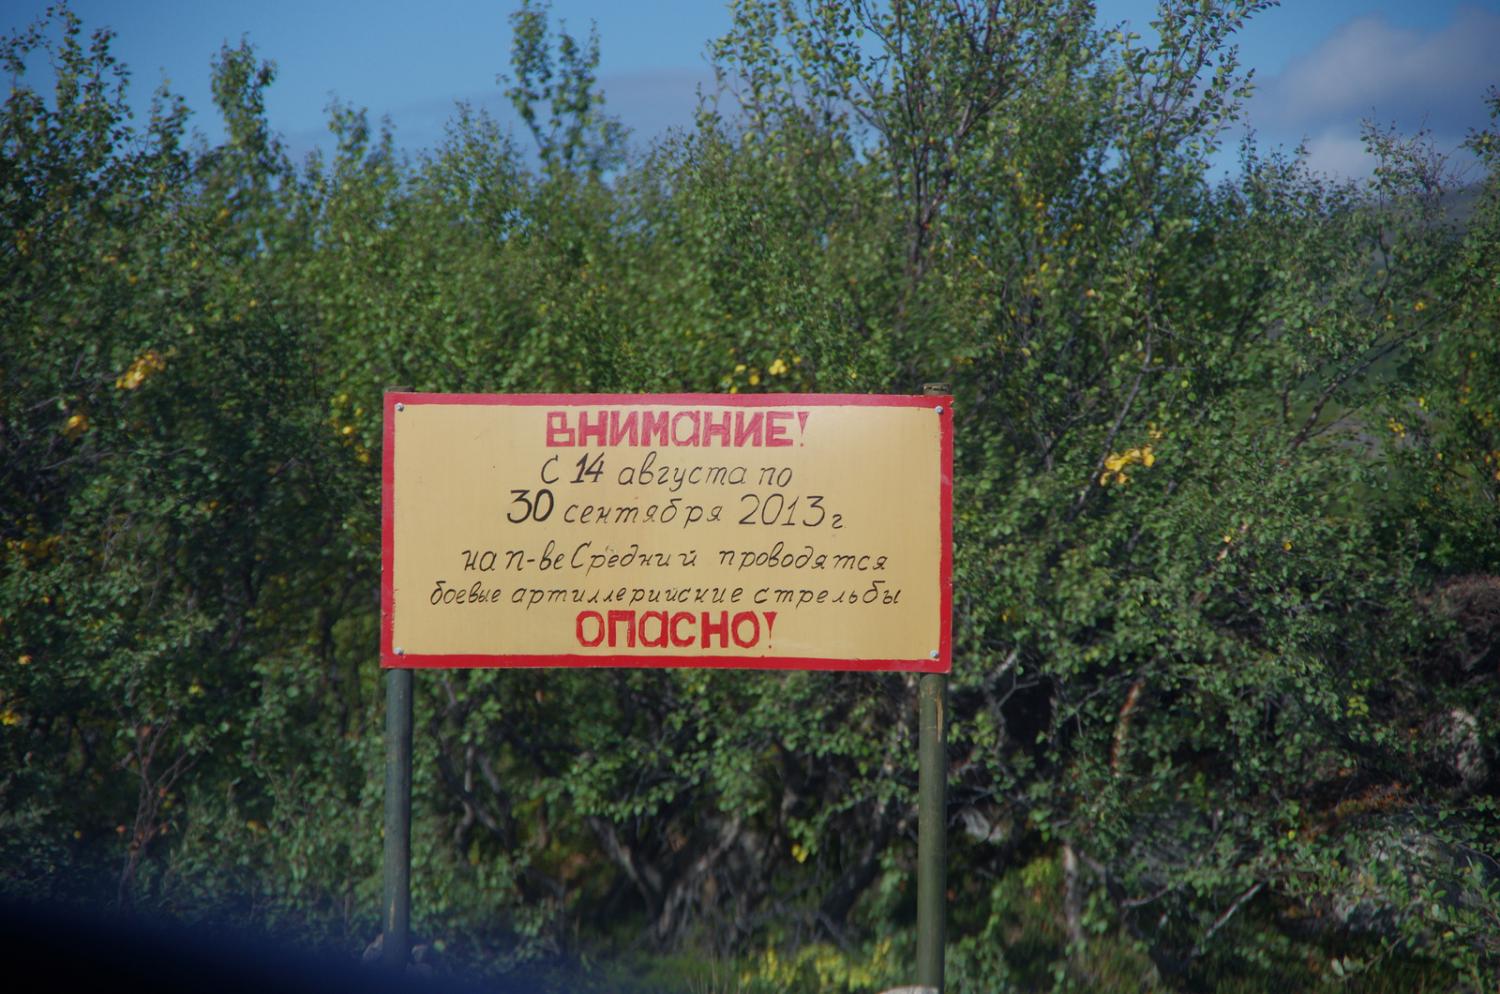 ВНИМАНИЕ!
С 14 августа по
30 сентября 2013г
на п-ве Средний проводятся
боевые артиллерийские стрельбы
ОПАСНО!